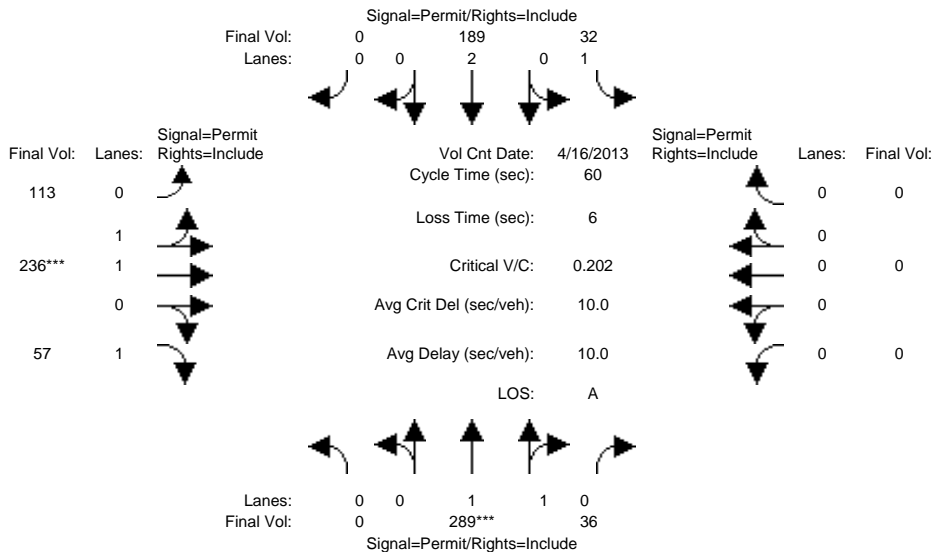 Signal=Permit/Rights=Include
Final Vol: 0 189 32
Lanes: 0 0 2 0 1
Signal=Permit
Final Vol: Lanes: Rights=Include
Vol Cnt Date: 4/16/2013
Signal=Permit
Rights=Include Lanes: Final Vol:
Cycle Time (sec): 60
113 0
0 0
Loss Time (sec): 6
1
0
236*** 1
Critical V/C: 0.202
0 0
0
Avg Crit Del (sec/veh): 10.0
0
57 1
Avg Delay (sec/veh): 10.0
0 0
LOS: A
Lanes: 0 0 1 1 0
Final Vol: 0 289*** 36
Signal=Permit/Rights=Include